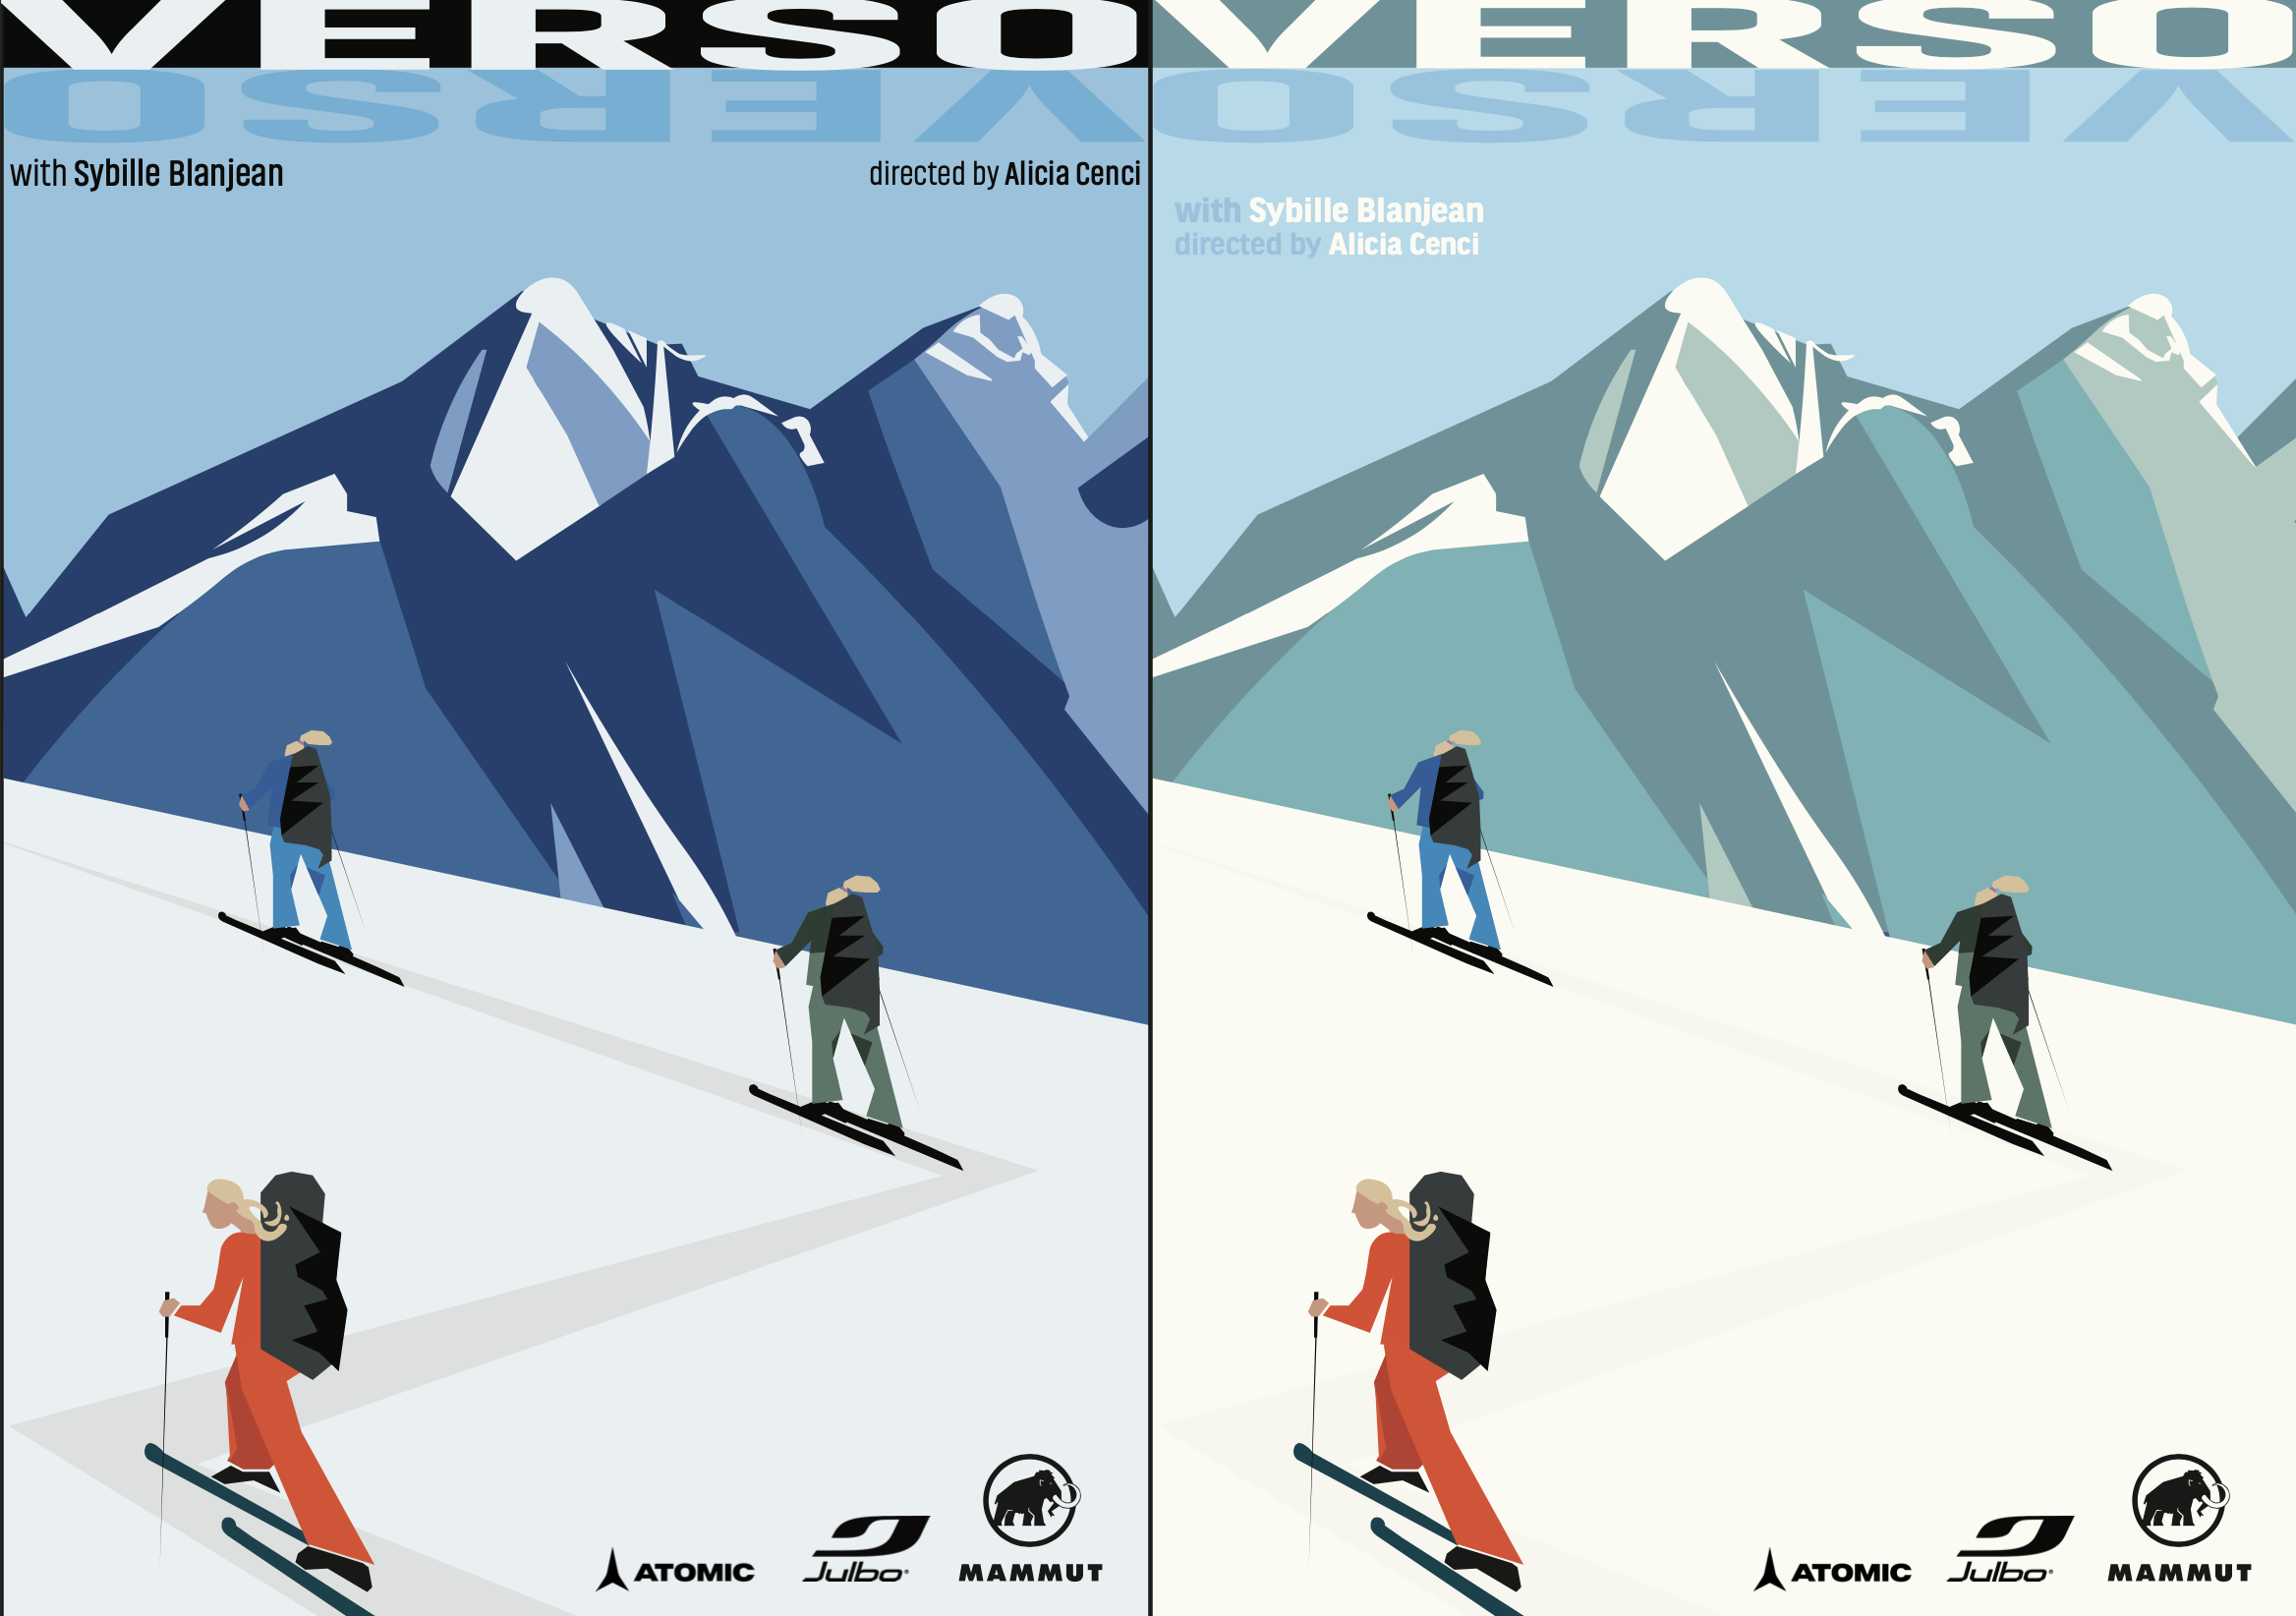 VERSO
VERSO
with Sybille Blanjean
directed by Alicia Cenci
ATOMIC
Julbo
MAMMUT
VERSO
VERSO
with Sybille Blanjean
directed by Alicia Cenci
ATOMIC
Julbo
MAMMUT